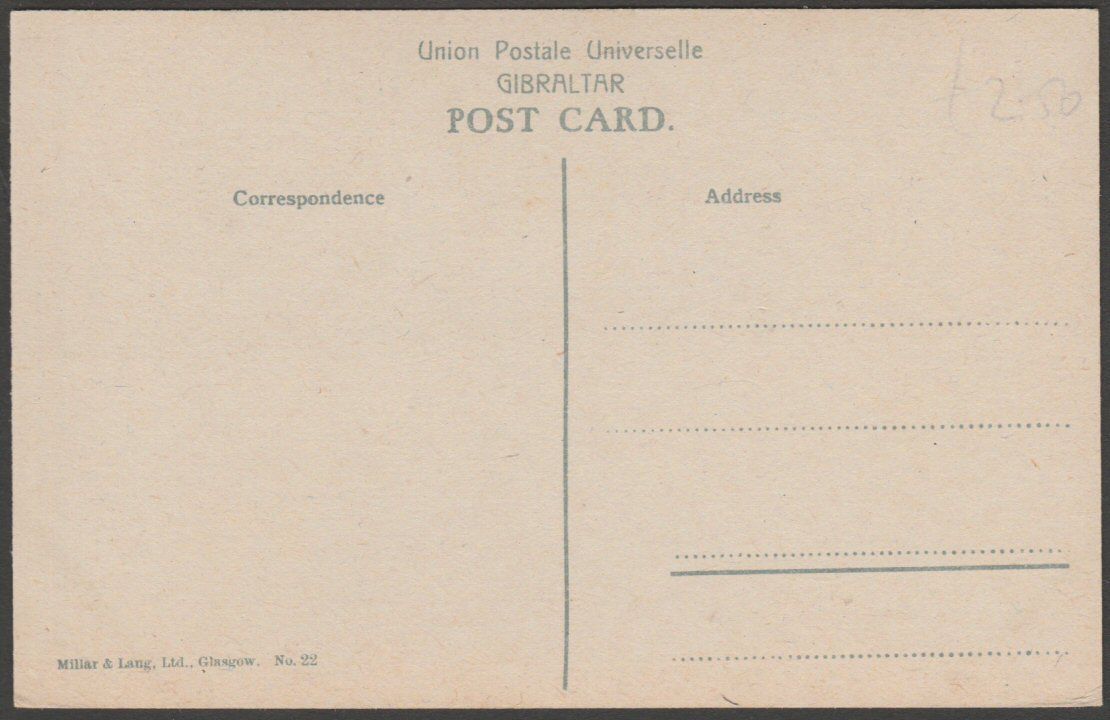 Union Postale Universelle
GIBRALTAR
POST CARD.
2.50
Correspondence
Address
Millar & Lang, Ltd., Glasgow. No. 22